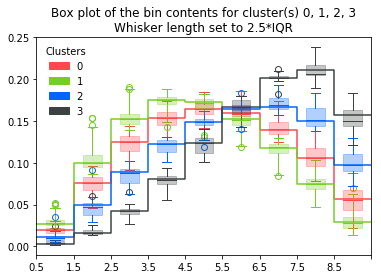 Box plot of the bin contents for cluster(s) 0, 1, 2, 3
Whisker length set to 2.5*IQR
0.25
0.20
0.15
0.10
0.05
0.00
Clusters
0
1
2
3
0.5 1.5 2.5 3.5 4.5 5.5 6.5 7.5 8.5